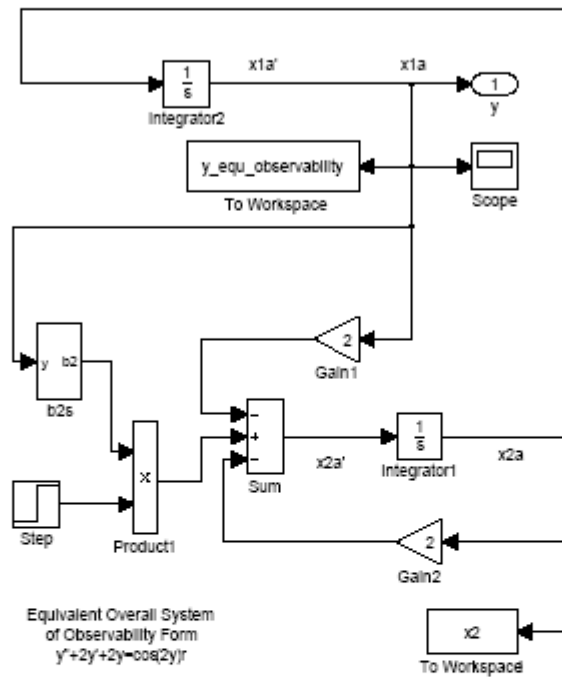 x1a' x1a
1
s
Integrator2
1
y
y_equ_observability
To Workspace
Scope
y b2
b2s
2
Gain1
−
+
−
Sum
x2a'
1
s
Integrator1
x2a
x
Product1
Step
2
Gain2
Equivalent Overall System
of Observability Form
y"+2y'+2y=cos(2y)r
x2
To Workspace